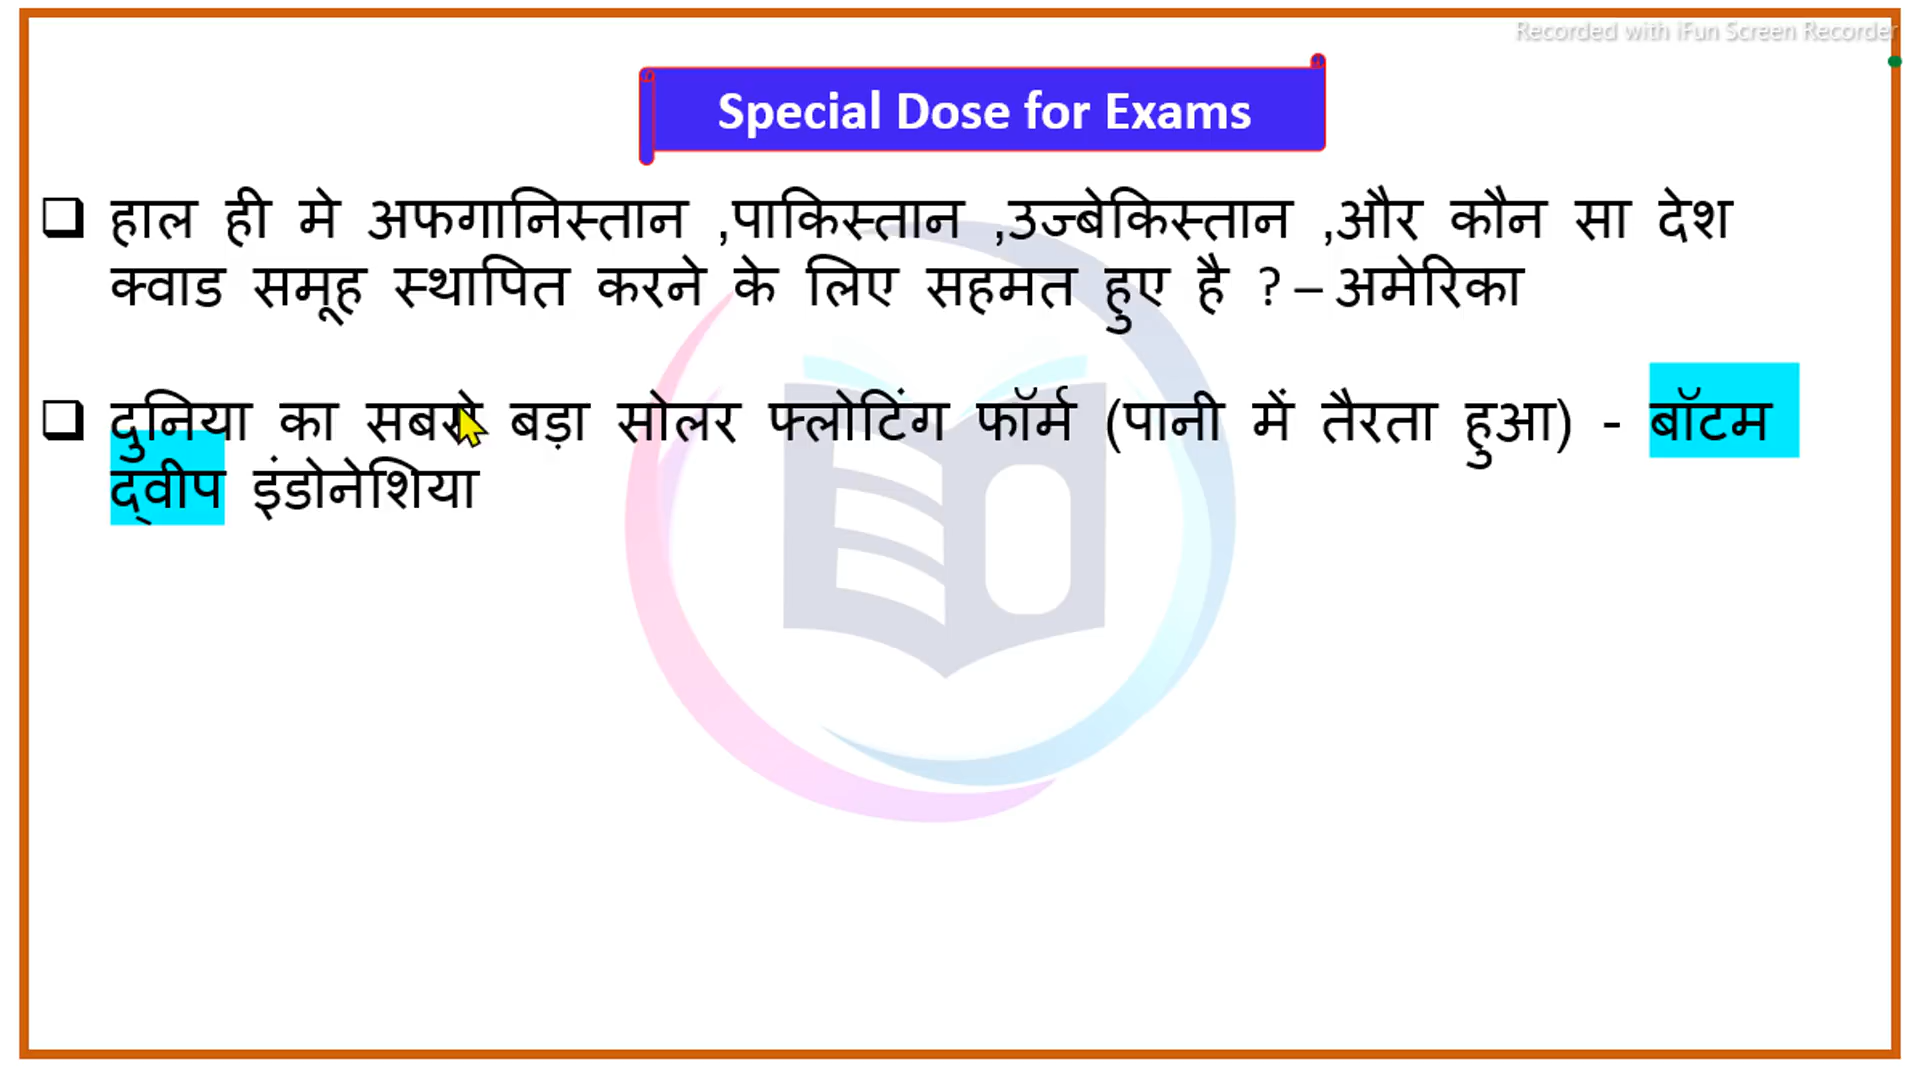 Recorded with iFun Screen Recorder
Special Dose for Exams
हाल ही मे अफगानिस्तान ,पाकिस्तान ,उज्बेकिस्तान ,और कौन सा देश
क्वाड समूह स्थापित करने के लिए सहमत हुए है ? – अमेरिका
दुनिया का सबसे बड़ा सोलर फ्लोटिंग फॉर्म (पानी में तैरता हुआ) - बॉटम
द्वीप इंडोनेशिया